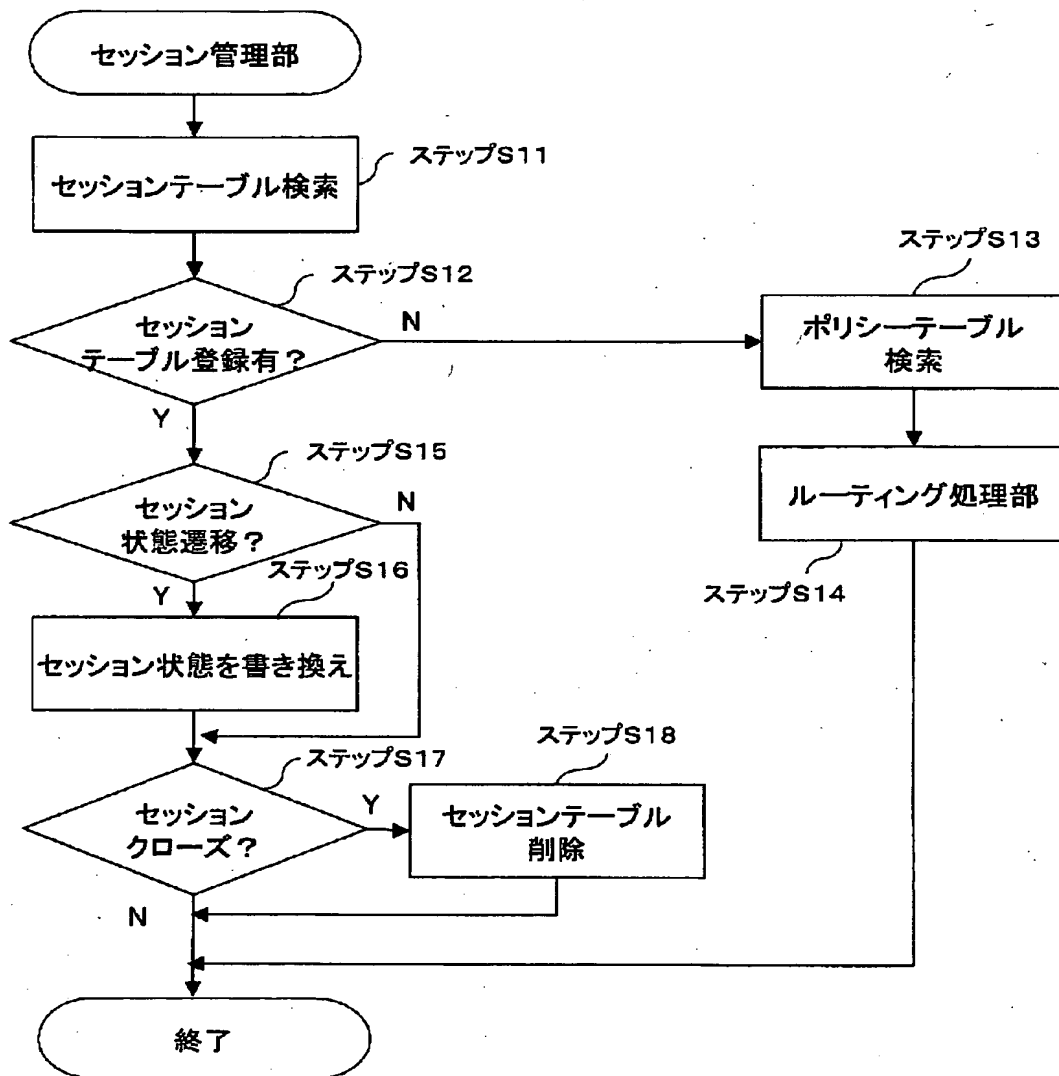 セッション管理部
ステップS11
セッションテーブル検索
ステップS12
セッション
テーブル登録有?
N
Y
ステップS13
ポリシーテーブル
検索
ルーティング処理部
ステップS14
ステップS15
セッション
状態遷移?
N
Y
ステップS16
セッション状態を書き換え
ステップS17
セッション
クローズ?
Y
N
ステップS18
セッションテーブル
削除
終了